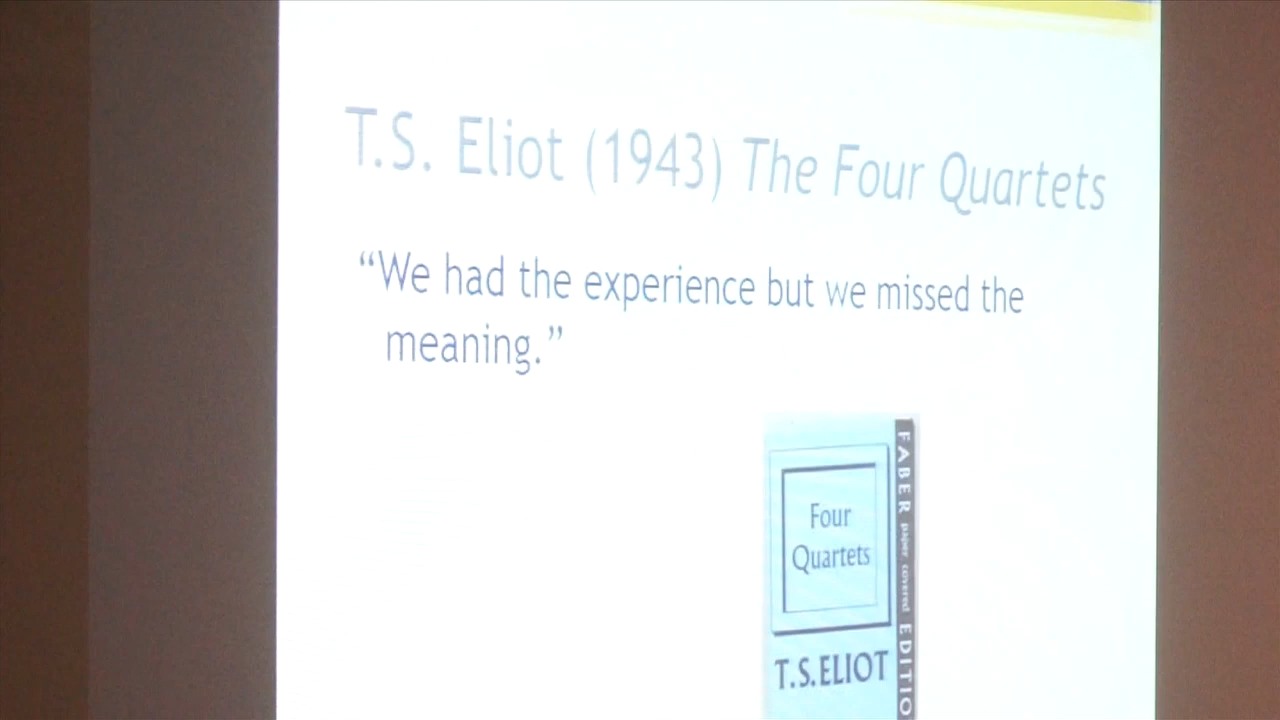 T.S. Eliot (1943) The Four Quartets
“We had the experience but we missed the
meaning.”
Four
Quartets
T.S. ELIOT
FABER paper covered EDITIO